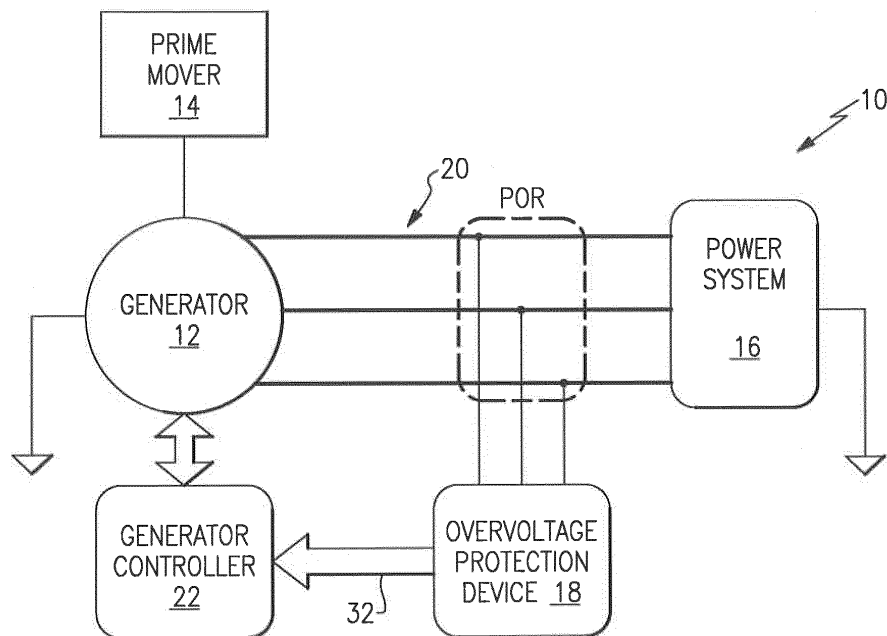 PRIME
MOVER
14
10
20
POR
POWER
SYSTEM
16
GENERATOR
12
GENERATOR
CONTROLLER
22
32
OVERVOLTAGE
PROTECTION
DEVICE 18